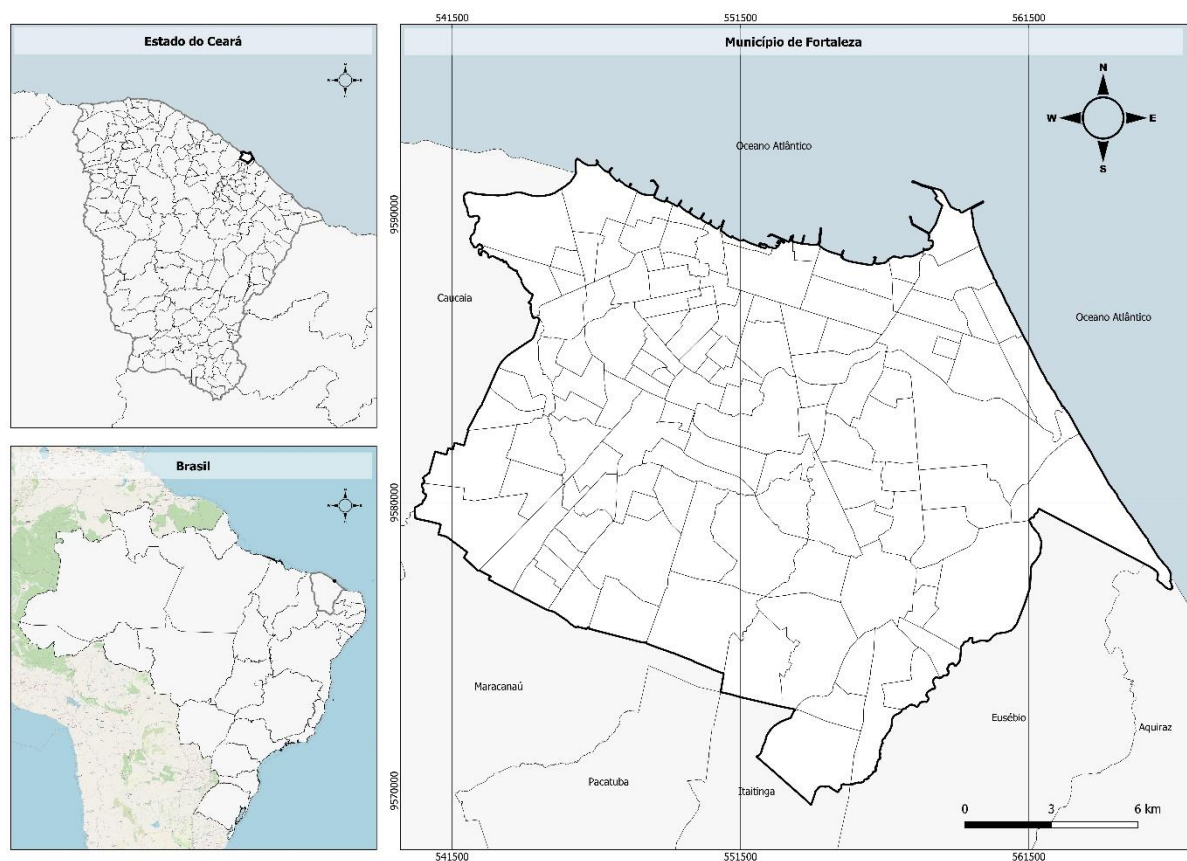 Estado do Ceará
Brasil
541500
551500
561500
Município de Fortaleza
N
W
E
S
Oceano Atlântico
9590000
Caucaia
Oceano Atlântico
9580000
Maracanaú
Eusébio
Aquiraz
Pacatuba
Itaitinga
9570000
0
3
6 km
541500
551500
561500